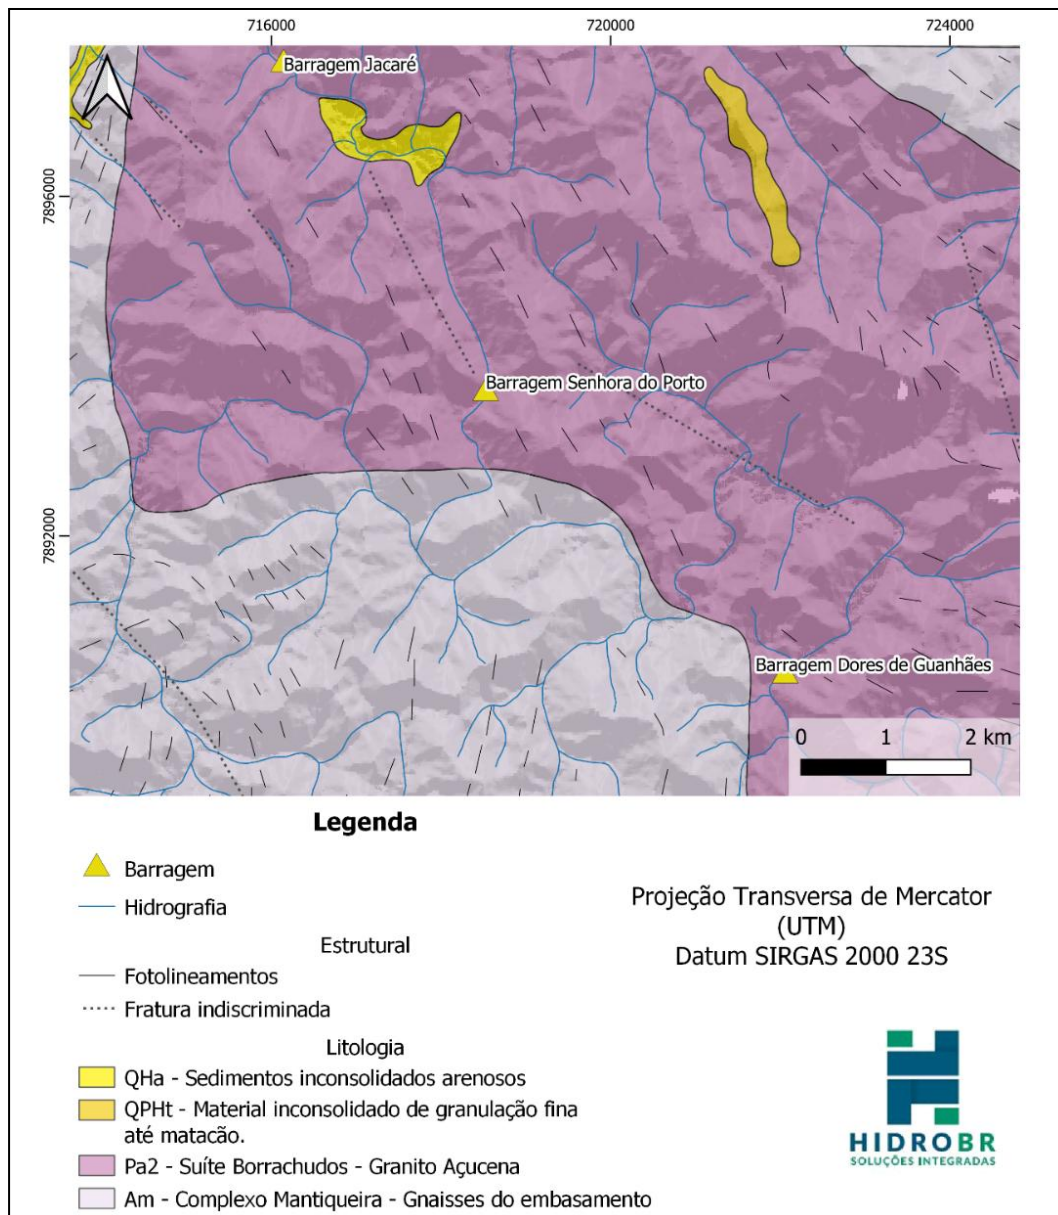 716000
720000
724000
7896000
7892000
Barragem Jacaré
Barragem Senhora do Porto
Barragem Dores de Guanhães
0 1 2 km
Legenda
Barragem
Hidrografia
Estrutural
Fotolineamentos
Fratura indiscriminada
Litologia
QHa - Sedimentos inconsolidados arenosos
QPHt - Material inconsolidado de granulação fina
até matacão.
Pa2 - Suíte Borrachudos - Granito Açucena
Am - Complexo Mantiqueira - Gnaisses do embasamento
Projeção Transversa de Mercator
(UTM)
Datum SIRGAS 2000 23S
HIDROBR
SOLUÇÕES INTEGRADAS